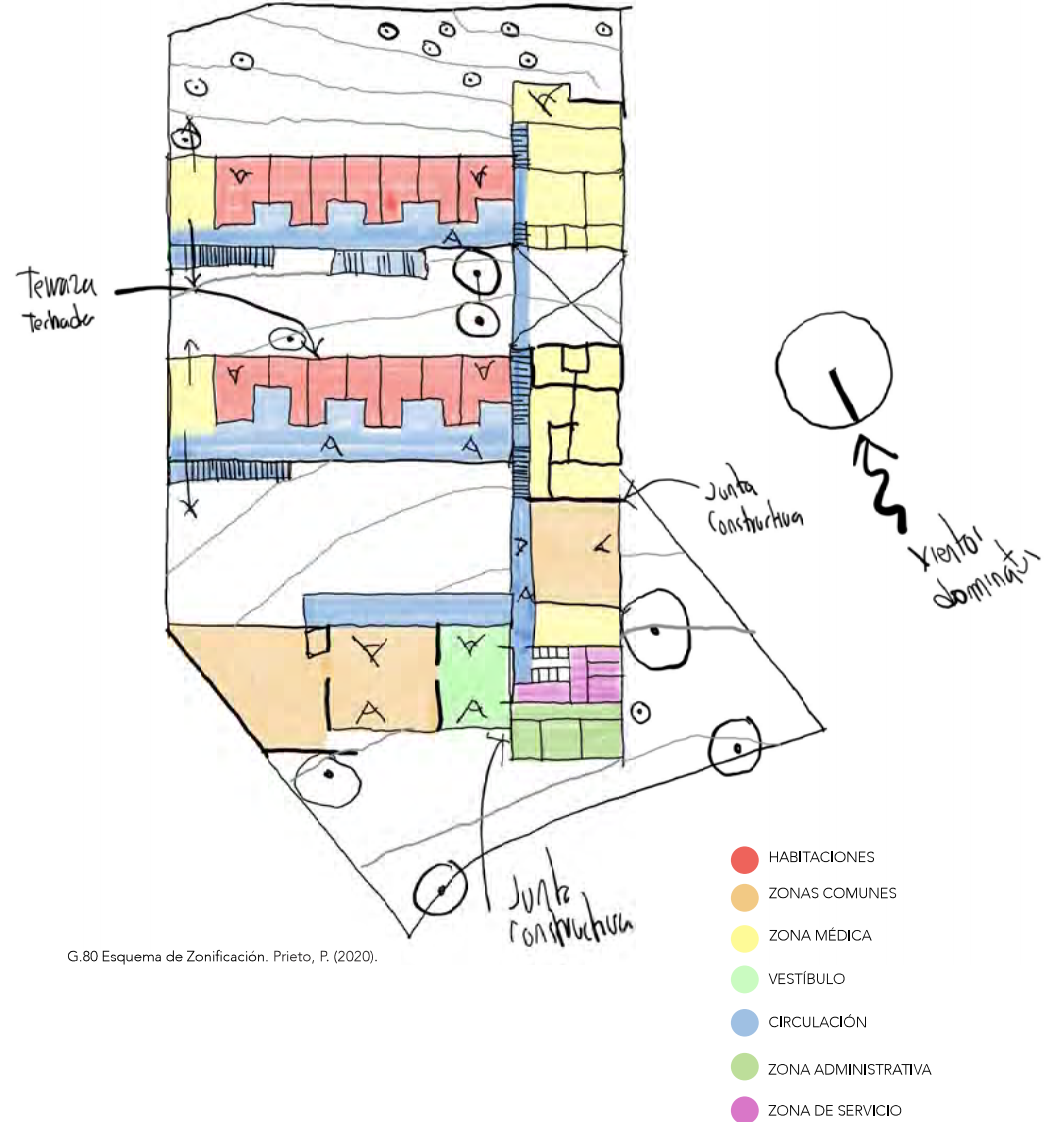 Terraza
Techada
Junta
Constructiva
Vientos
Junta
Constructiva
G.80 Esquema de Zonificación. Prieto, P. (2020).
HABITACIONES
ZONAS COMUNES
ZONA MÉDICA
VESTÍBULO
CIRCULACIÓN
ZONA ADMINISTRATIVA
ZONA DE SERVICIO